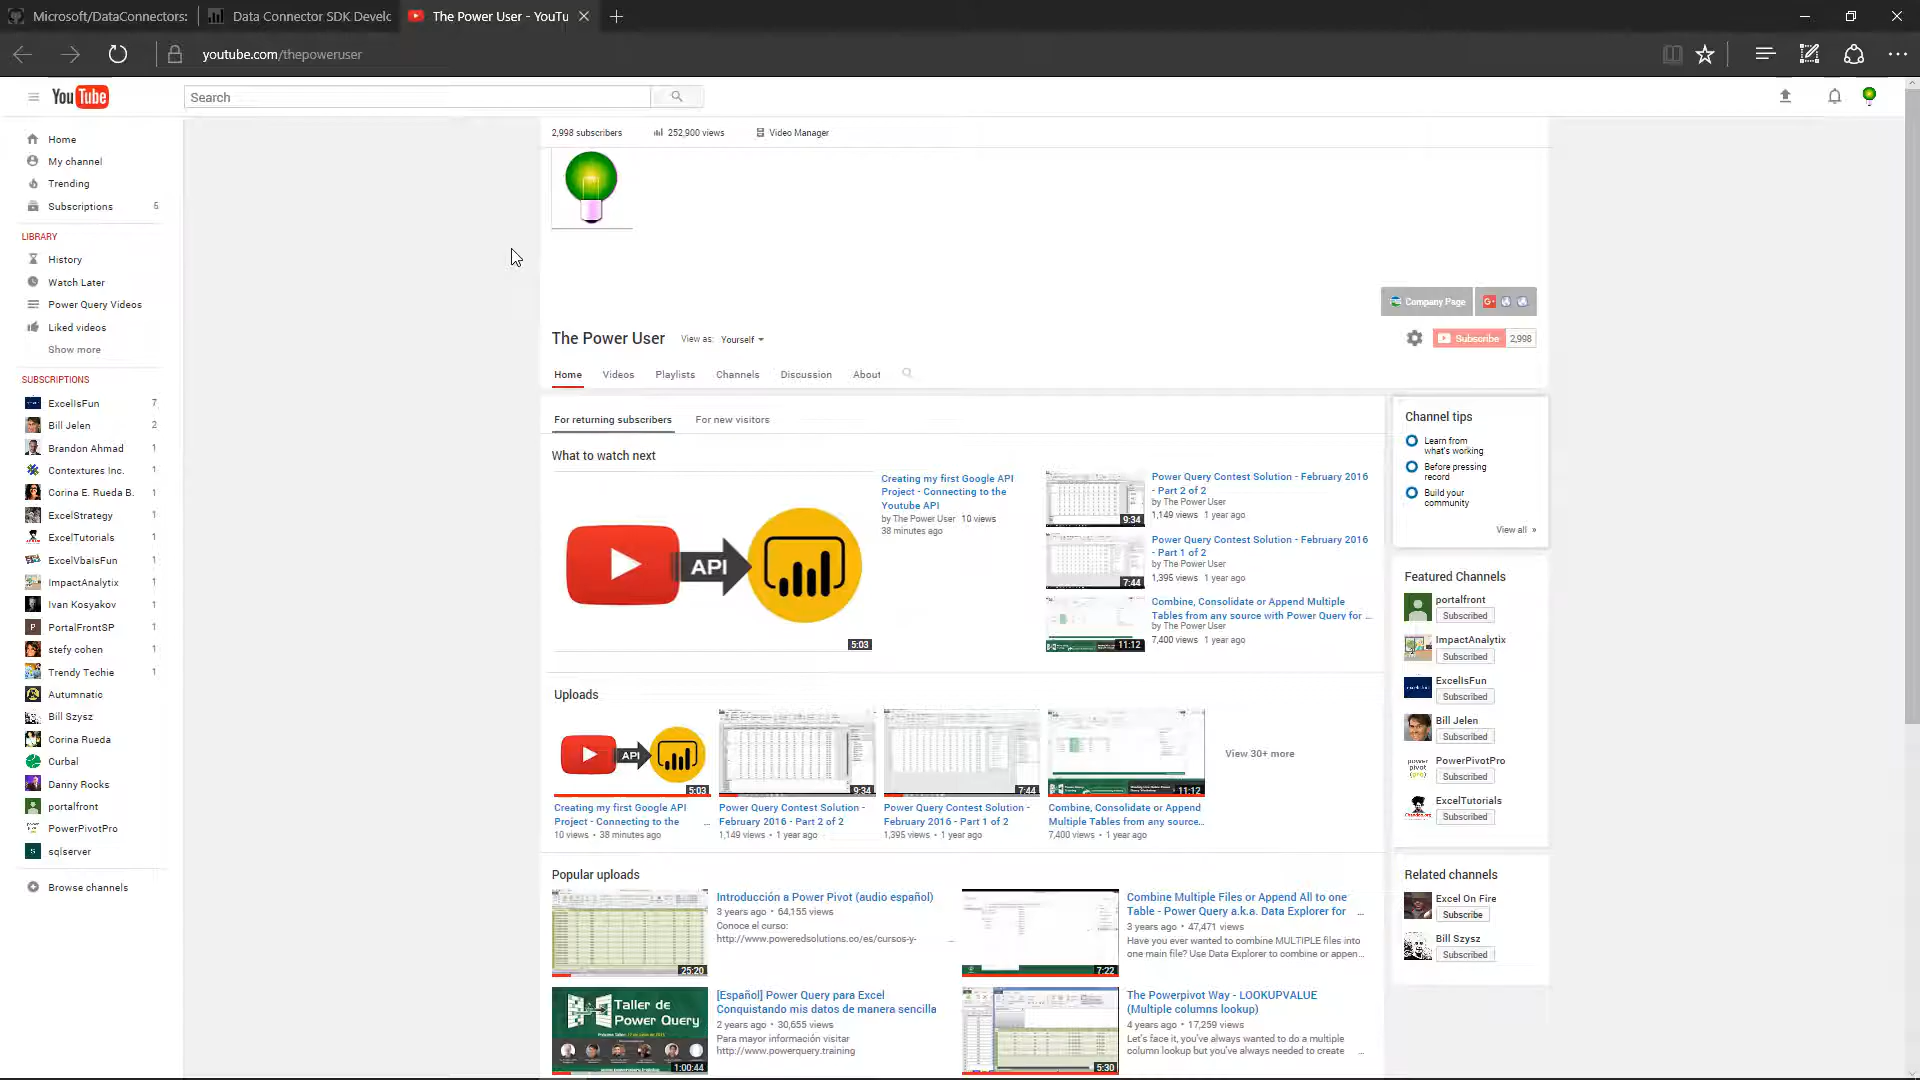 Microsoft/DataConnectors:
Data Connector SDK Develo
The Power User - YouTu
youtube.com/thepoweruser
YouTube
Search
Home
My channel
Trending
Subscriptions 5
LIBRARY
History
Watch Later
Power Query Videos
Liked videos
Show more
SUBSCRIPTIONS
ExcelIsFun 7
Bill Jelen 2
Brandon Ahmad 1
Contextures Inc. 1
Corina E. Rueda B. 1
ExcelStrategy 1
ExcelTutorials 1
ExcelVbaIsFun 1
ImpactAnalytix 1
Ivan Kosyakov 1
P PortalFrontSP 1
stefy cohen 1
Trendy Techie 1
Autumnatic
Bill Szysz
Corina Rueda
Curbal
Danny Rocks
portalfront
PowerPivotPro
s sqlserver
Browse channels
2,998 subscribers 252,900 views Video Manager
Company Page G+
The Power User View as: Yourself
Subscribe 2,998
Home Videos Playlists Channels Discussion About
For returning subscribers For new visitors
What to watch next
API
5:03
Creating my first Google API
Project - Connecting to the
Youtube API
by The Power User 10 views
38 minutes ago
9:34
Power Query Contest Solution - February 2016
- Part 2 of 2
by The Power User
1,149 views 1 year ago
7:44
Power Query Contest Solution - February 2016
- Part 1 of 2
by The Power User
1,395 views 1 year ago
11:12
Combine, Consolidate or Append Multiple
Tables from any source with Power Query for ...
by The Power User
7,400 views 1 year ago
Uploads
API
5:03
Creating my first Google API
Project - Connecting to the ...
10 views • 38 minutes ago
9:34
Power Query Contest Solution -
February 2016 - Part 2 of 2
1,149 views • 1 year ago
7:44
Power Query Contest Solution -
February 2016 - Part 1 of 2
1,395 views • 1 year ago
11:12
Combine, Consolidate or Append
Multiple Tables from any source...
7,400 views • 1 year ago
View 30+ more
Popular uploads
25:20
Introducción a Power Pivot (audio español)
3 years ago • 64,155 views
Conoce el curso:
http://www.poweredsolutions.co/es/cursos-y- ...
7:22
Combine Multiple Files or Append All to one
Table - Power Query a.k.a. Data Explorer for ...
3 years ago • 47,471 views
Have you ever wanted to combine MULTIPLE files into
one main file? Use Data Explorer to combine or appen...
Taller de
Power Query
www.powerquery.training
1:00:44
[Español] Power Query para Excel
Conquistando mis datos de manera sencilla
2 years ago • 30,655 views
Para mayor información visitar
http://www.powerquery.training
5:30
The Powerpivot Way - LOOKUPVALUE
(Multiple columns lookup)
4 years ago • 17,259 views
Let's face it, you've always wanted to do a multiple
column lookup but you've always needed to create ...
Channel tips
Learn from
what's working
Before pressing
record
Build your
community
View all »
Featured Channels
portalfront
Subscribed
ImpactAnalytix
Subscribed
ExcelIsFun
Subscribed
Bill Jelen
Subscribed
power
pivot
(pro)
PowerPivotPro
Subscribed
ExcelTutorials
Subscribed
Related channels
Excel On Fire
Subscribe
Bill Szysz
Subscribed